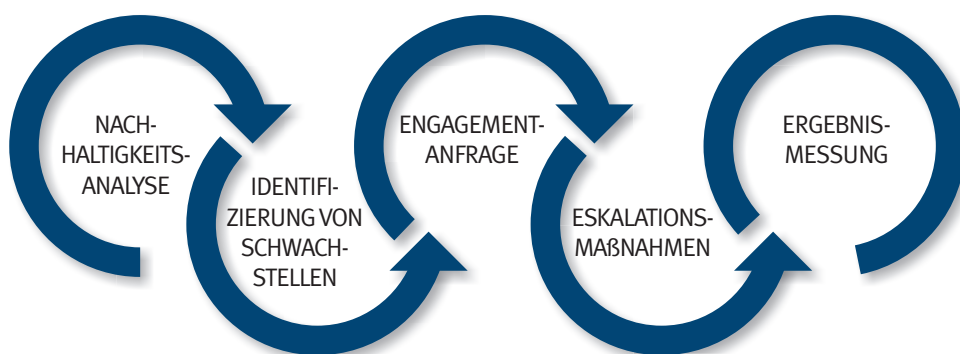 NACH-
HALTIGKEITS-
ANALYSE
IDENTIFI-
ZIERUNG VON
SCHWACH-
STELLEN
ENGAGEMENT-
ANFRAGE
ESKALATIONS-
MAßNAHMEN
ERGEBNIS-
MESSUNG